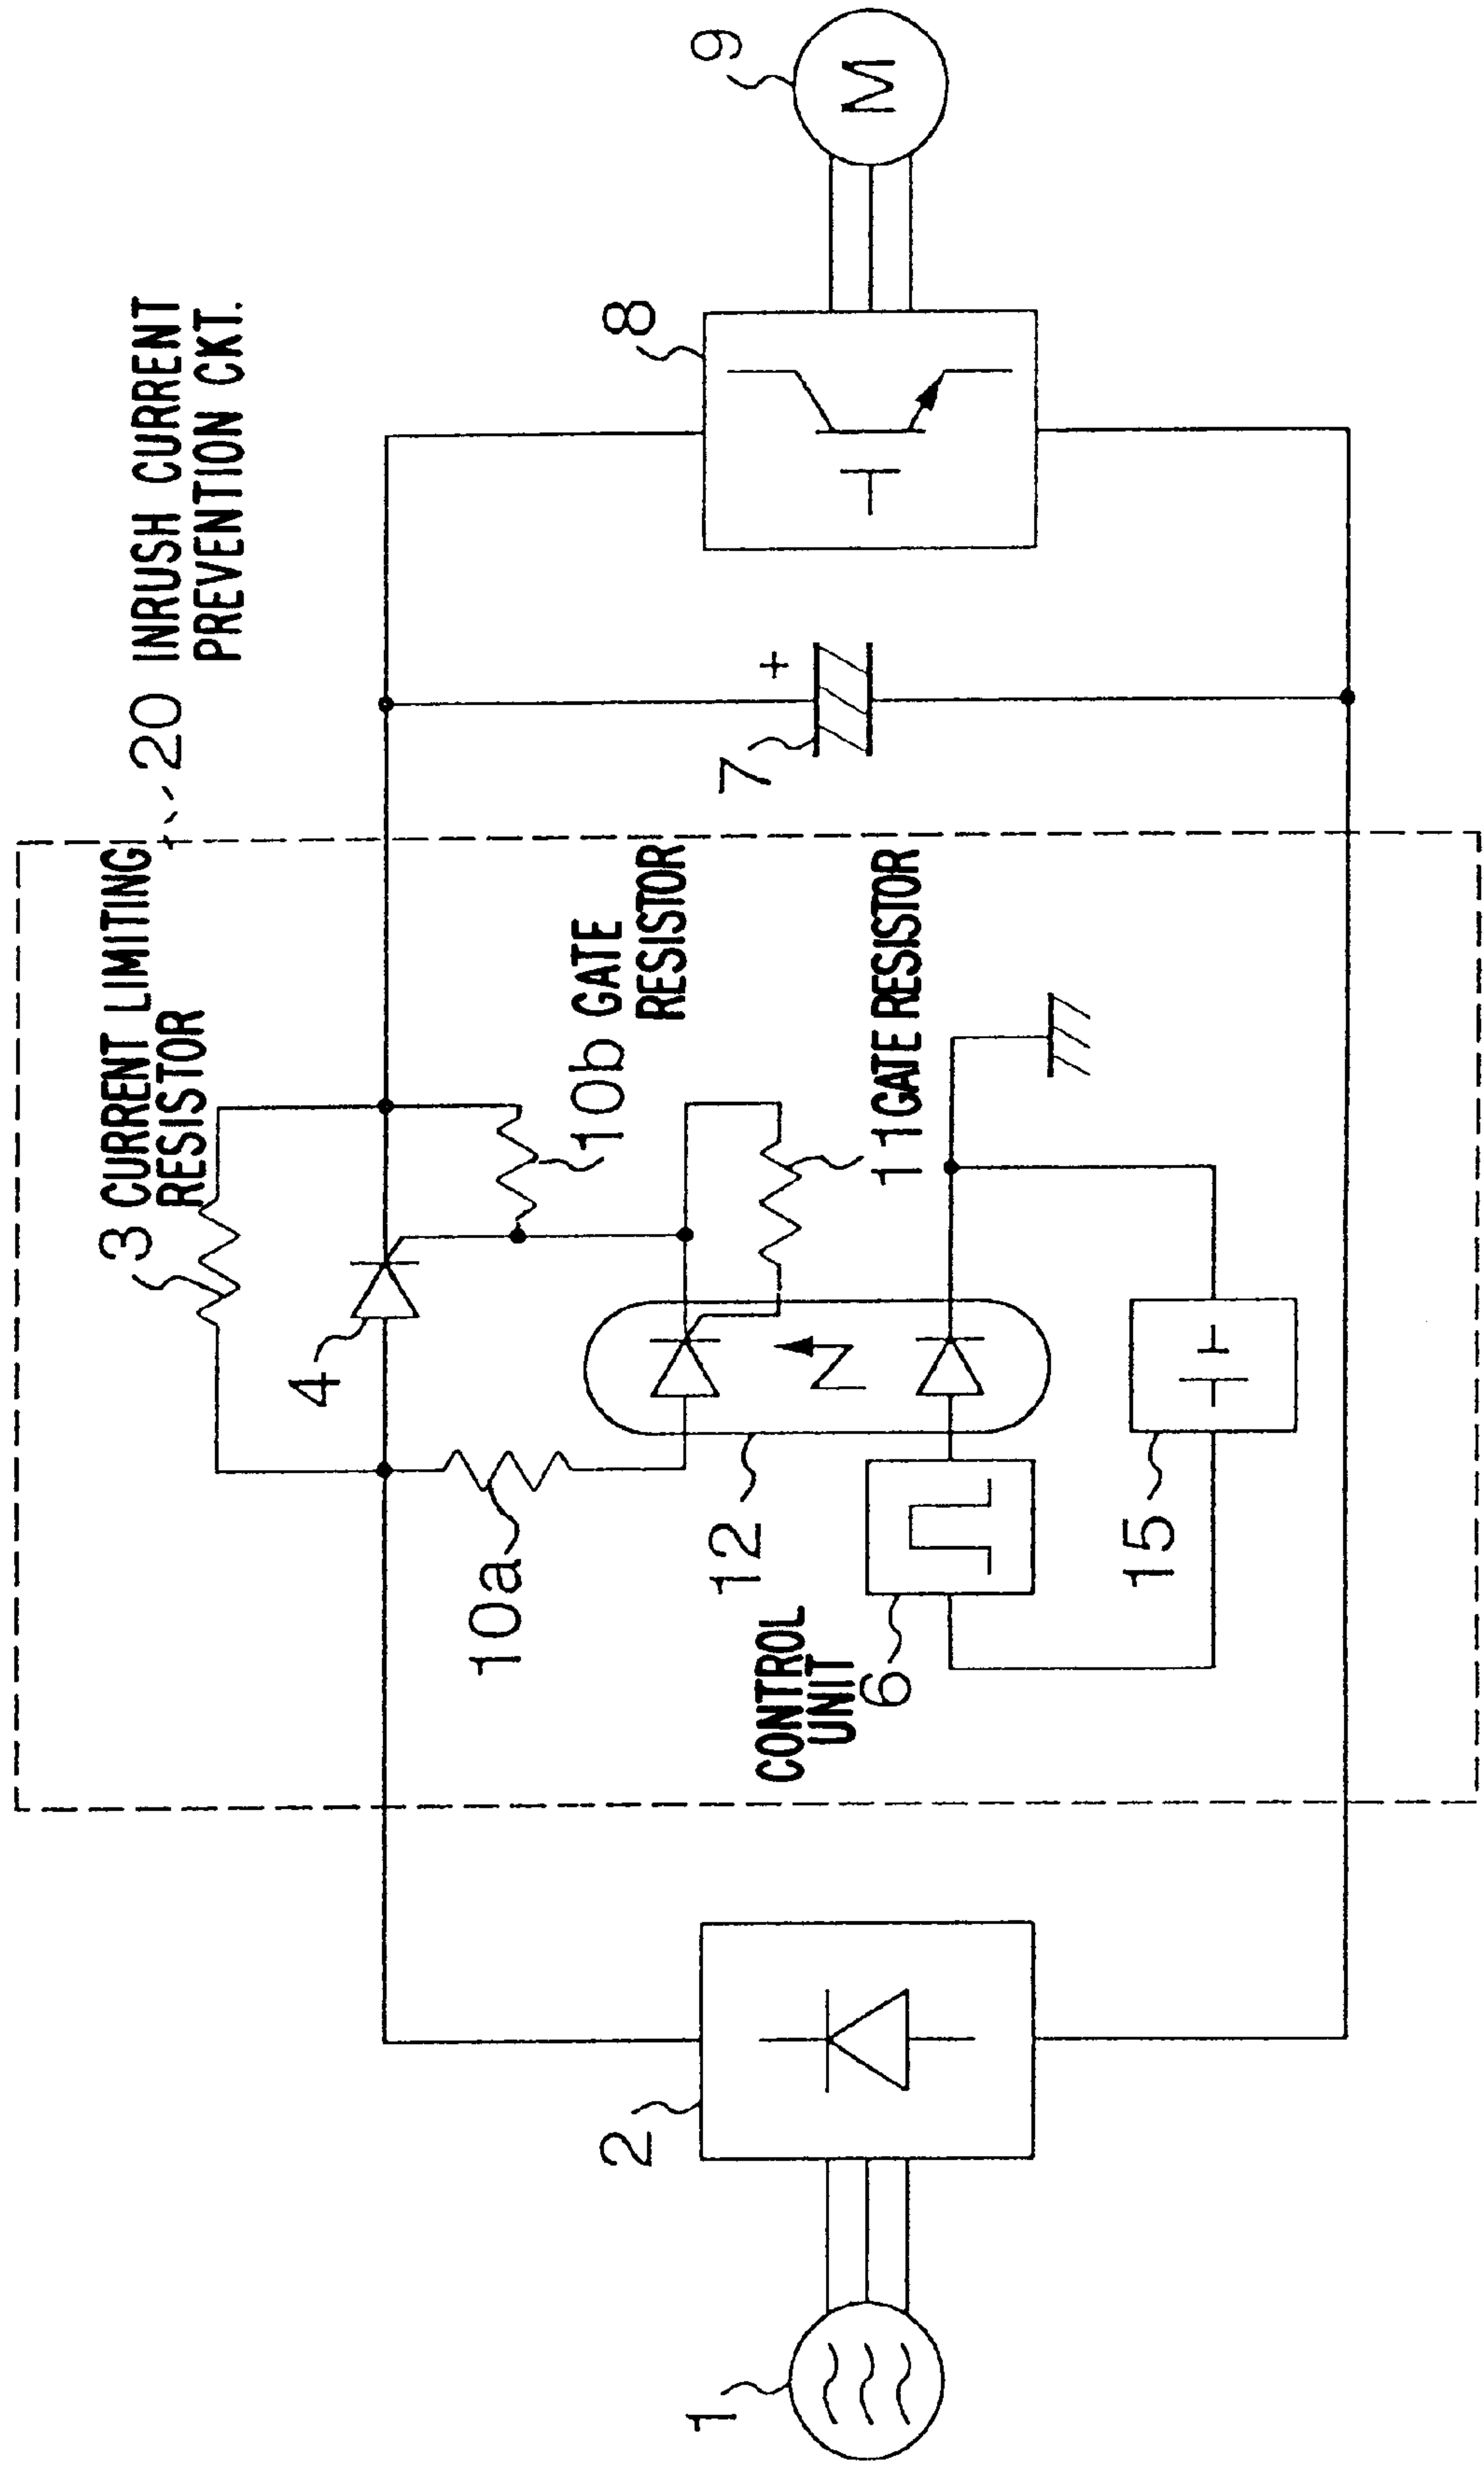 20 INRUSH CURRENT
PREVENTION CKT.
3 CURRENT LIMITING
RESISTOR
4
10b GATE
RESISTOR
10a
11 GATE RESISTOR
12
CONTROL
UNIT
6
15
1
2
7
+
8
9
M